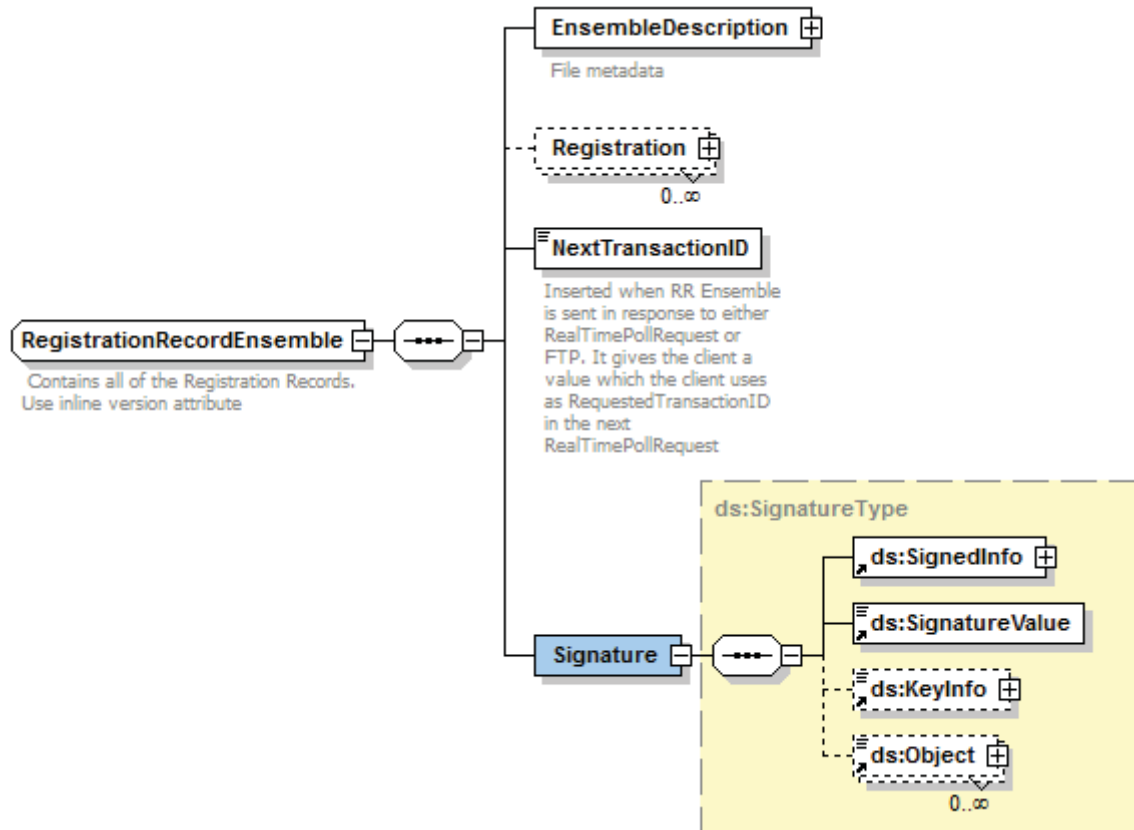 EnsembleDescription
File metadata
Registration
0..∞
NextTransactionID
Inserted when RR Ensemble
is sent in response to either
RealTimePollRequest or
FTP. It gives the client a
value which the client uses
as RequestedTransactionID
in the next
RealTimePollRequest
RegistrationRecordEnsemble
Contains all of the Registration Records.
Use inline version attribute
Signature
ds:SignatureType
ds:SignedInfo
ds:SignatureValue
ds:KeyInfo
ds:Object
0..∞